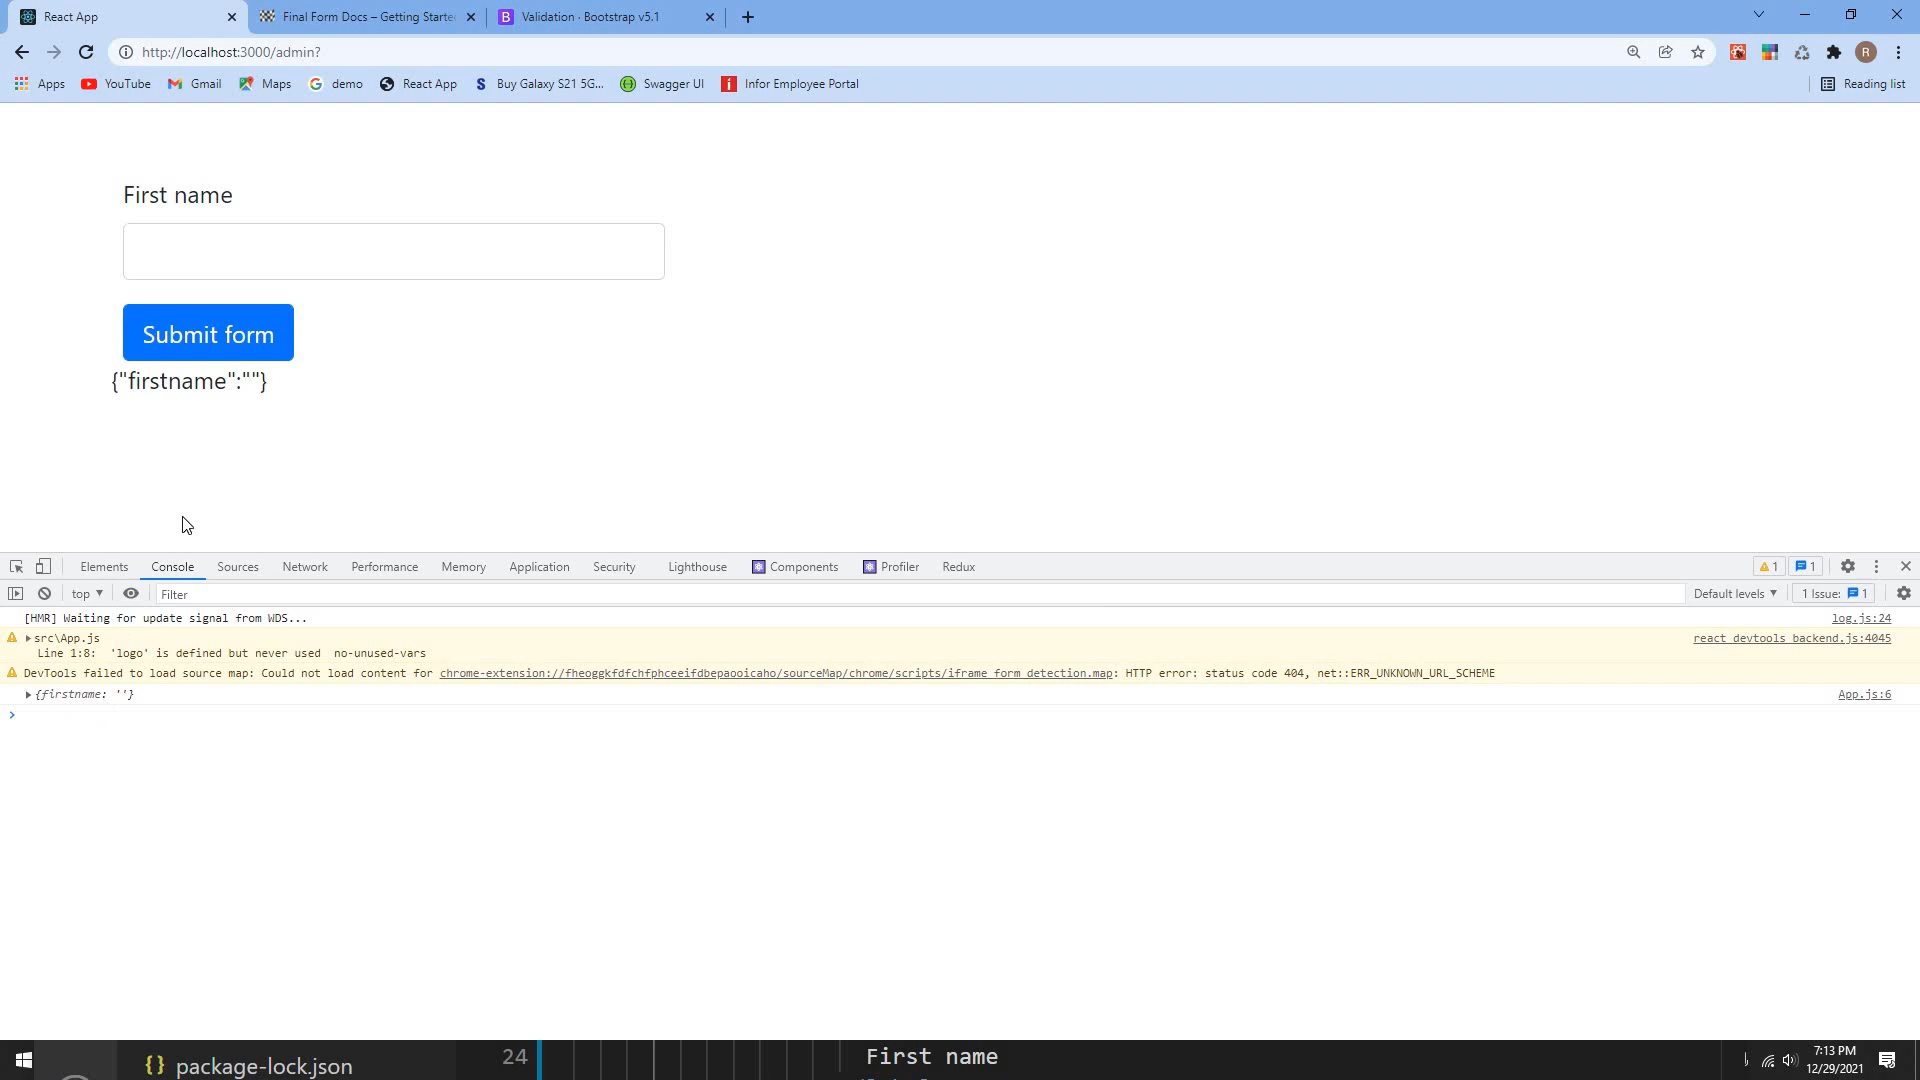 React App
Final Form Docs – Getting Starte
Validation · Bootstrap v5.1
http://localhost:3000/admin?
R
Apps
YouTube
Gmail
Maps
demo
React App
Buy Galaxy S21 5G...
Swagger UI
Infor Employee Portal
Reading list
First name
Submit form
{"firstname":""}
Elements Console Sources Network Performance Memory Application Security Lighthouse Components Profiler Redux
1
1
top
Filter
Default levels
1 Issue: 1
[HMR] Waiting for update signal from WDS... log.js:24
src\App.js react_devtools_backend.js:4045
Line 1:8: 'logo' is defined but never used no-unused-vars
DevTools failed to load source map: Could not load content for chrome-extension://fheoggkfdfchfphceeifdbepaooicaho/sourceMap/chrome/scripts/iframe_form_detection.map: HTTP error: status code 404, net::ERR_UNKNOWN_URL_SCHEME
{firstname: ''} App.js:6
{} package-lock.json
24
First name
7:13 PM
12/29/2021